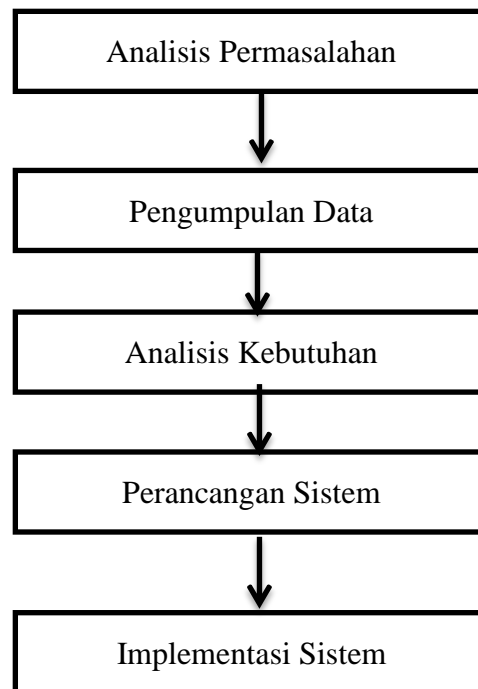 Analisis Permasalahan
Pengumpulan Data
Analisis Kebutuhan
Perancangan Sistem
Implementasi Sistem